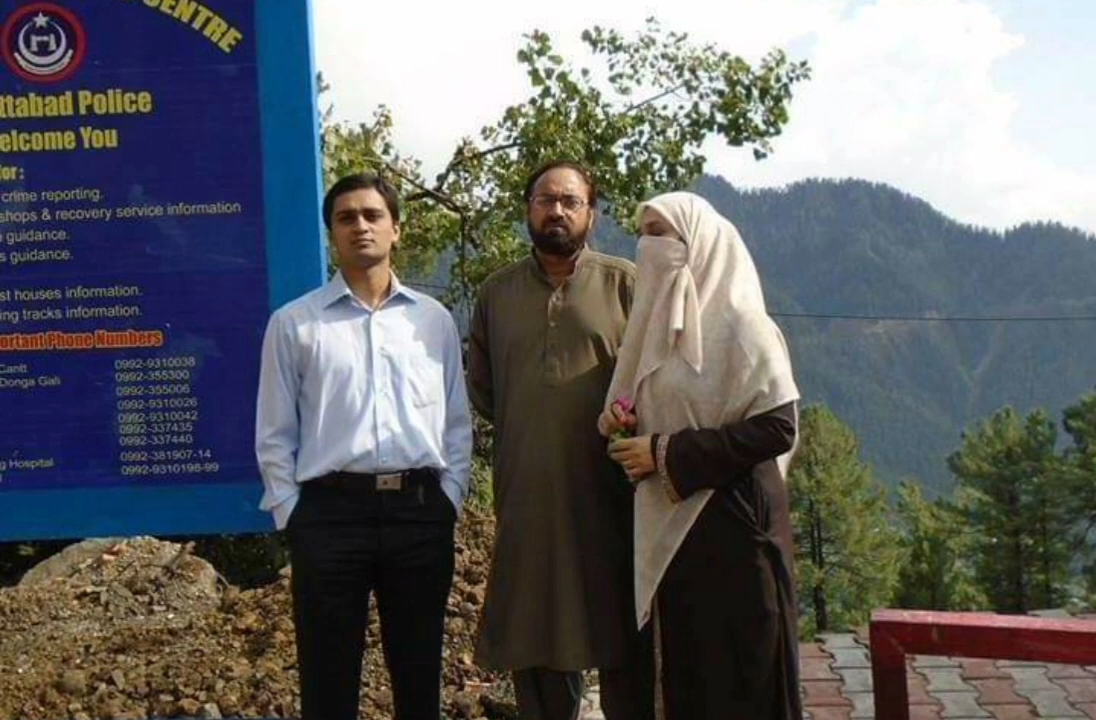 CENTRE
ttabad Police
elcome You
for :
crime reporting.
shops & recovery service information
guidance.
s guidance.
st houses information.
ing tracks information.
ortant Phone Numbers
Cantt 0992-9310038
Donga Gali 0992-355300
0992-355006
0992-9310026
0992-9310042
0992-337435
0992-337440
g Hospital 0992-381907-14
0992-9310198-99